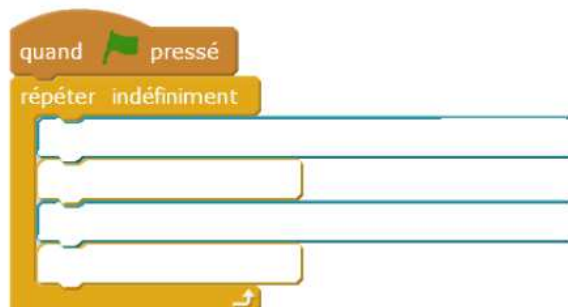 quand pressé
répéter indéfiniment